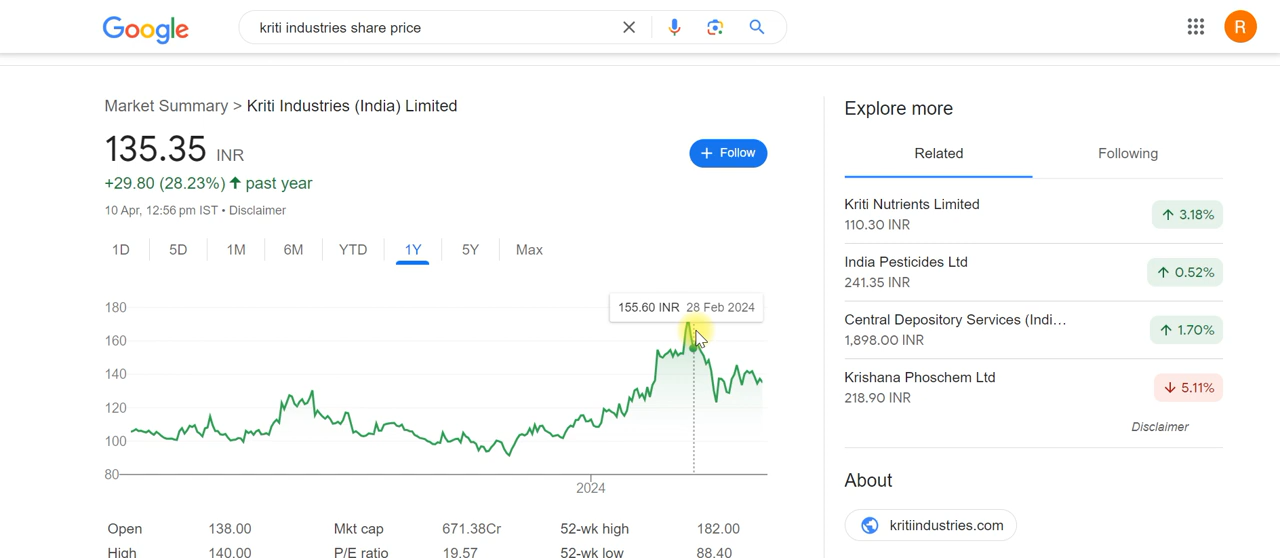 Google
kriti industries share price
R
Market Summary > Kriti Industries (India) Limited
135.35 INR
Follow
+29.80 (28.23%) past year
10 Apr, 12:56 pm IST • Disclaimer
1D 5D 1M 6M YTD 1Y 5Y Max
155.60 INR 28 Feb 2024
180
160
140
120
100
80
2024
Open 138.00 Mkt cap 671.38Cr 52-wk high 182.00
High 140.00 P/E ratio 19.57 52-wk low 88.40
Explore more
Related Following
Kriti Nutrients Limited
110.30 INR
3.18%
India Pesticides Ltd
241.35 INR
0.52%
Central Depository Services (Indi...
1,898.00 INR
1.70%
Krishana Phoschem Ltd
218.90 INR
5.11%
Disclaimer
About
kritiindustries.com